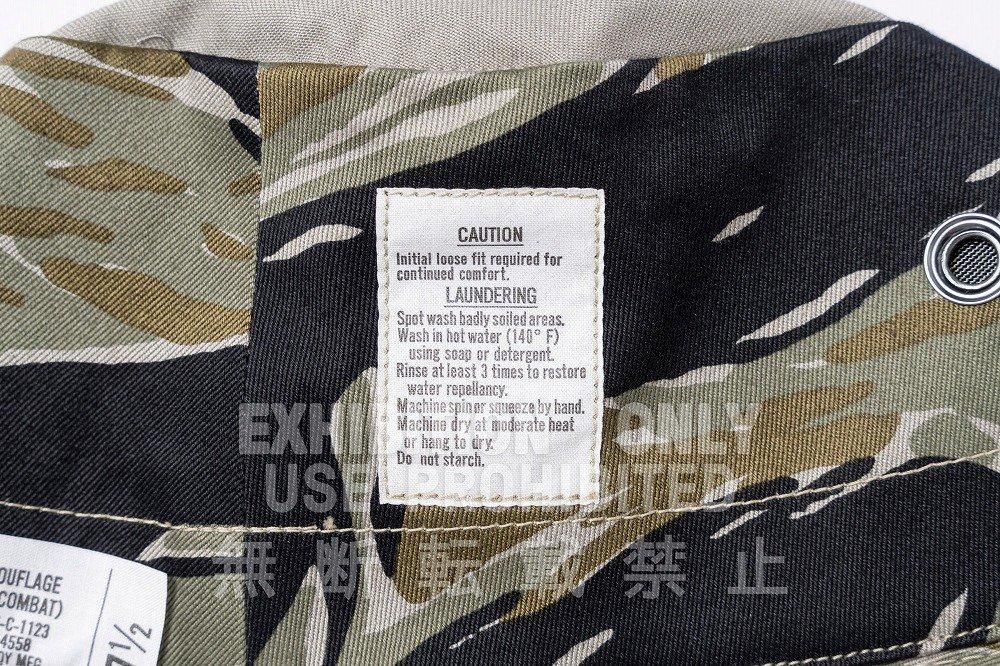 CAUTION
Initial loose fit required for
continued comfort.
LAUNDERING
Spot wash badly soiled areas.
Wash in hot water (140° F)
using soap or detergent.
Rinse at least 3 times to restore
water repellancy.
Machine spin or squeeze by hand.
Machine dry at moderate heat
or hang to dry.
Do not starch.
EXHIBITION ONLY
USE PROHIBITED
無断転載禁止
OUFLAGE
COMBAT)
-C-1123
4558
MFG
7 1/2